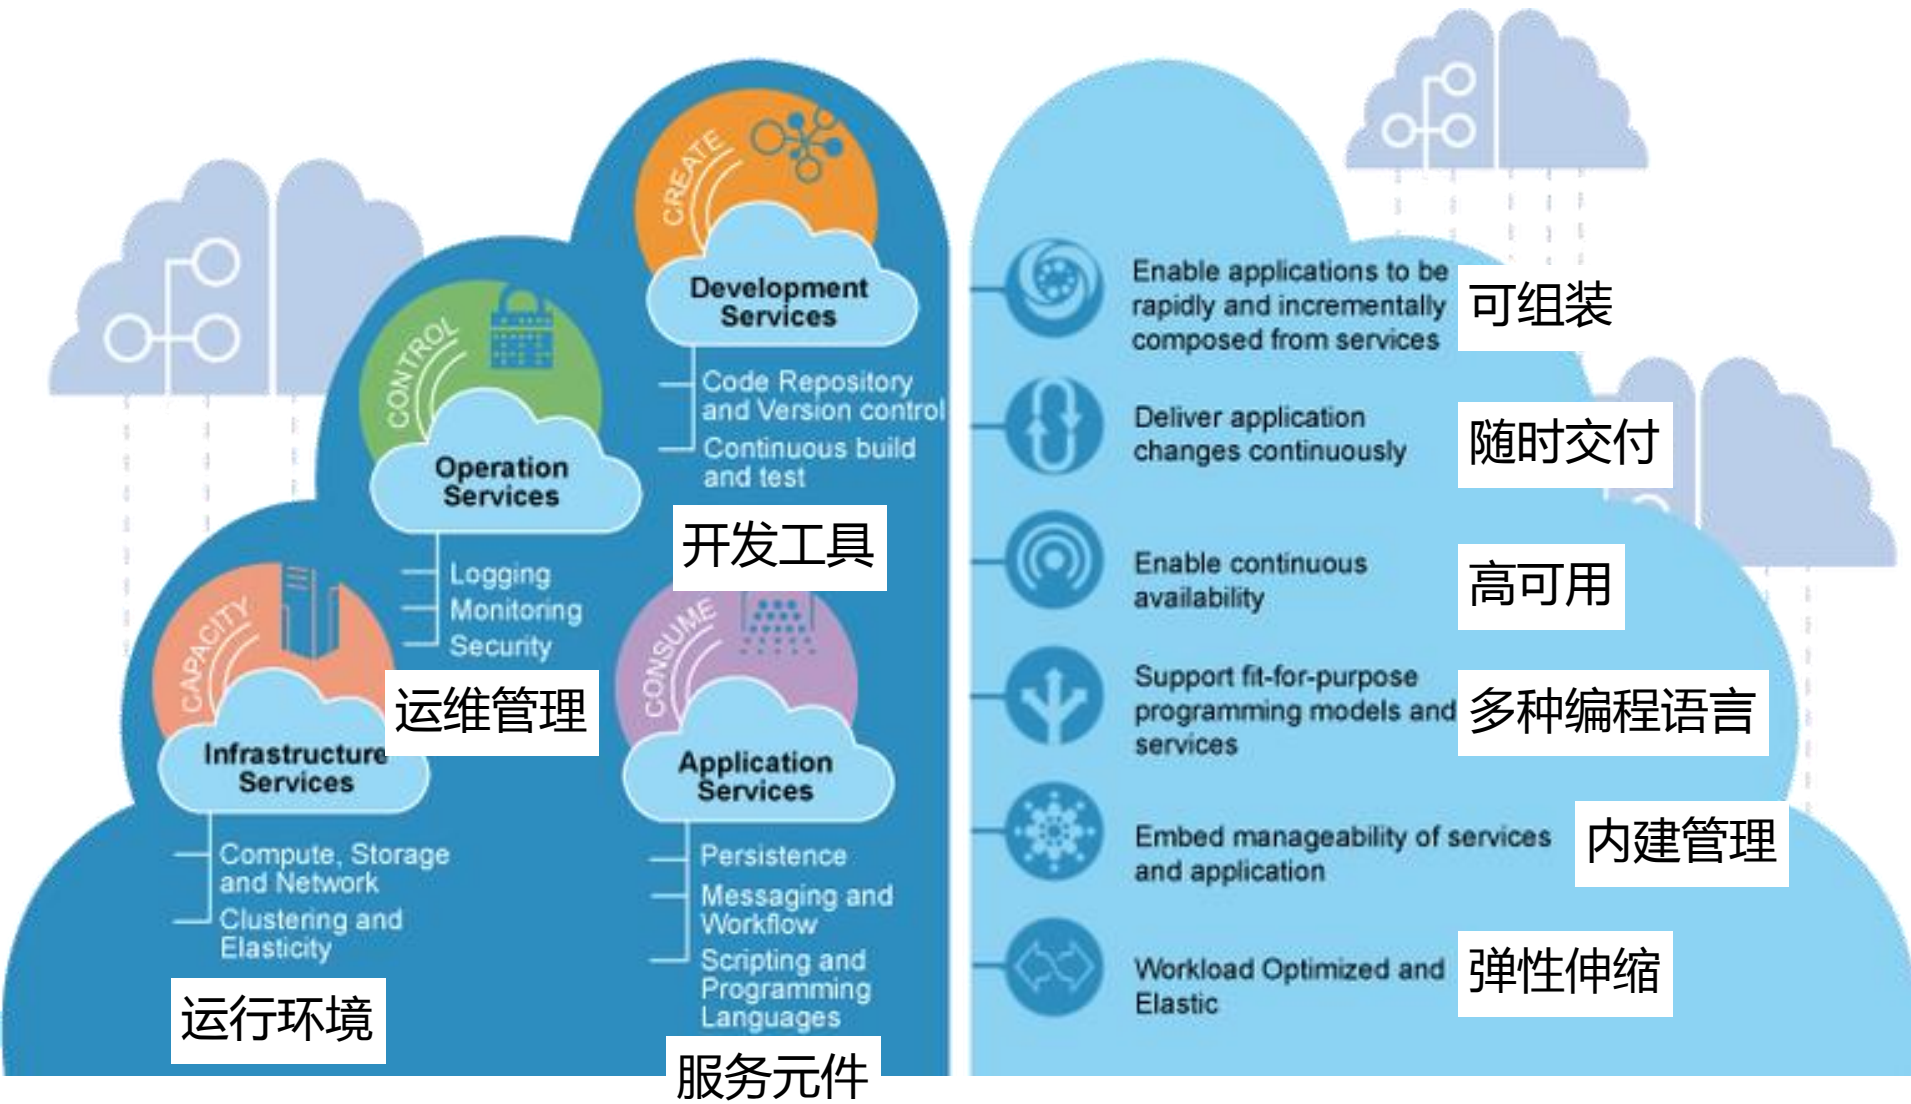 CREATE
Development
Services
Code Repository
and Version control
Continuous build
and test
开发工具
CONTROL
Operation
Services
Logging
Monitoring
Security
运维管理
CAPACITY
Infrastructure
Services
Compute, Storage
and Network
Clustering and
Elasticity
运行环境
CONSUME
Application
Services
Persistence
Messaging and
Workflow
Scripting and
Programming
Languages
服务元件
Enable applications to be
rapidly and incrementally
composed from services
可组装
Deliver application
changes continuously
随时交付
Enable continuous
availability
高可用
Support fit-for-purpose
programming models and
services
多种编程语言
Embed manageability of services
and application
内建管理
Workload Optimized and
Elastic
弹性伸缩